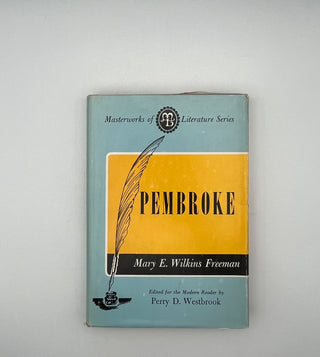 Masterworks of Literature Series
PEMBROKE
Mary E. Wilkins Freeman
Edited for the Modern Reader by
Perry D. Westbrook